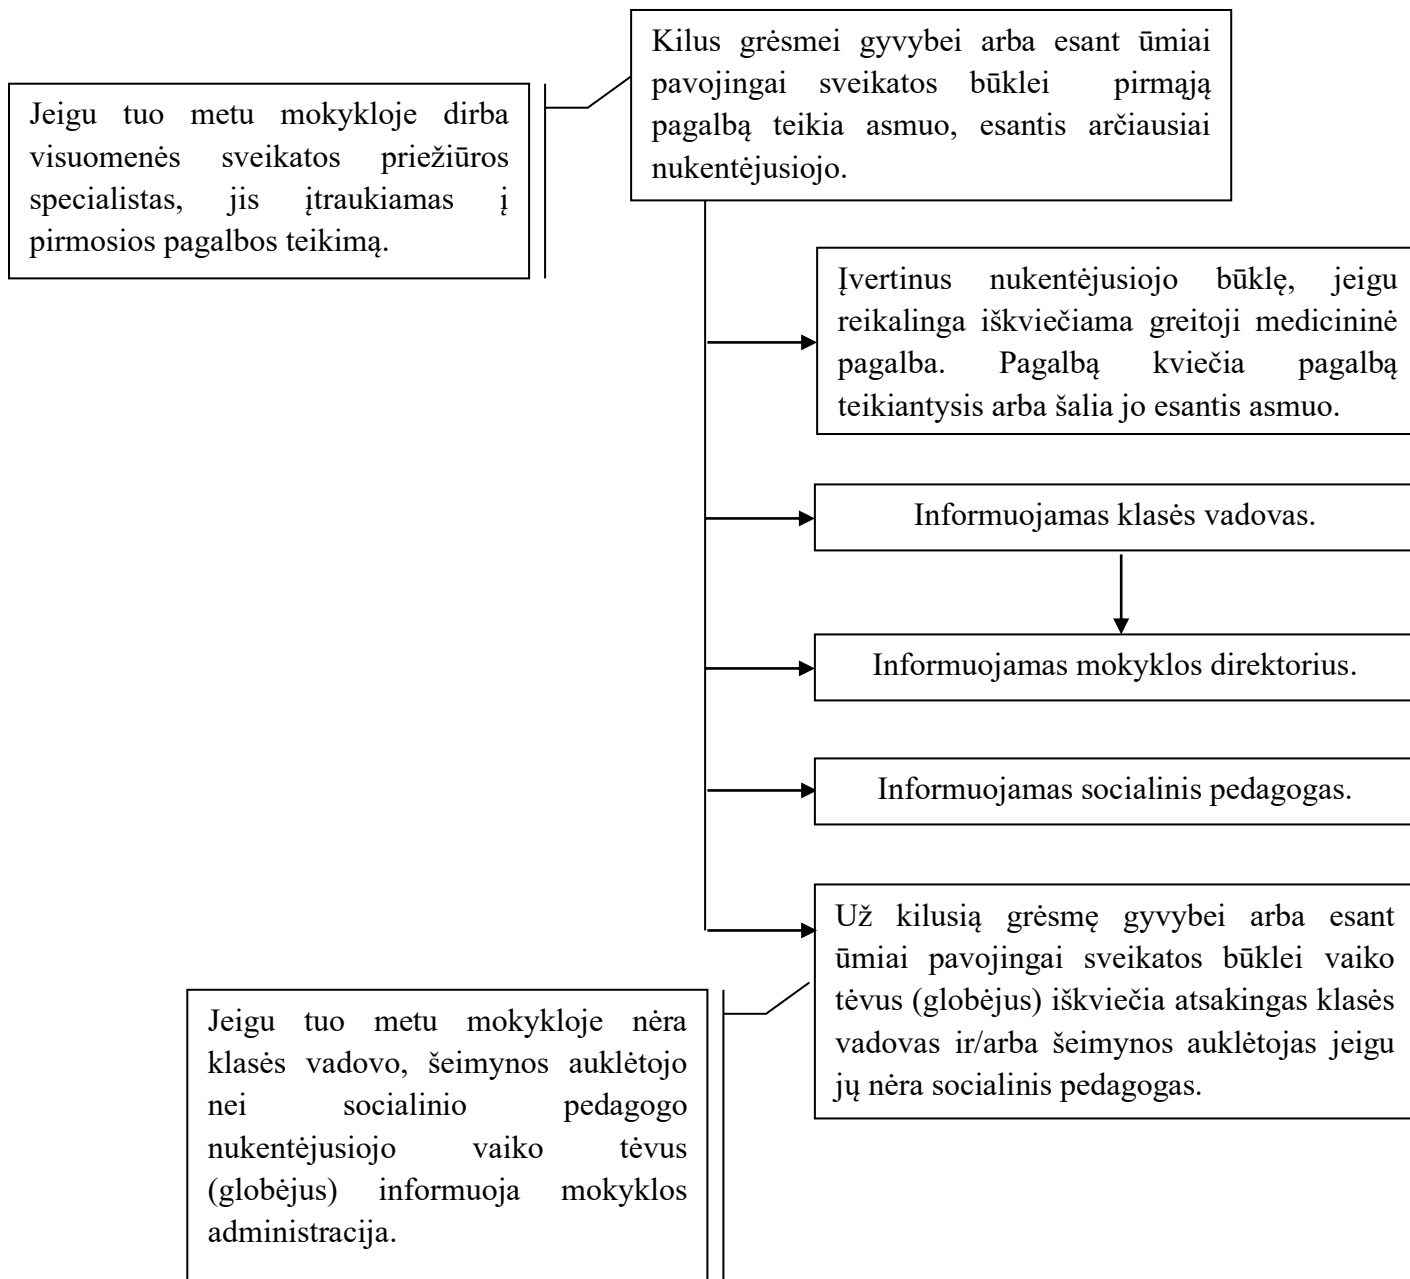 Kilus grėsmei gyvybei arba esant ūmiai
pavojingai sveikatos būklei pirmąją
pagalbą teikia asmuo, esantis arčiausiai
nukentėjusiojo.
Jeigu tuo metu mokykloje dirba
visuomenės sveikatos priežiūros
specialistas, jis įtraukiamas į
pirmosios pagalbos teikimą.
Įvertinus nukentėjusiojo būklę, jeigu
reikalinga iškviečiama greitoji medicininė
pagalba. Pagalbą kviečia pagalbą
teikiantysis arba šalia jo esantis asmuo.
Informuojamas klasės vadovas.
Informuojamas mokyklos direktorius.
Informuojamas socialinis pedagogas.
Už kilusią grėsmę gyvybei arba esant
ūmiai pavojingai sveikatos būklei vaiko
tėvus (globėjus) iškviečia atsakingas klasės
vadovas ir/arba šeimynos auklėtojas jeigu
jų nėra socialinis pedagogas.
Jeigu tuo metu mokykloje nėra
klasės vadovo, šeimynos auklėtojo
nei socialinio pedagogo
nukentėjusiojo vaiko tėvus
(globėjus) informuoja mokyklos
administracija.